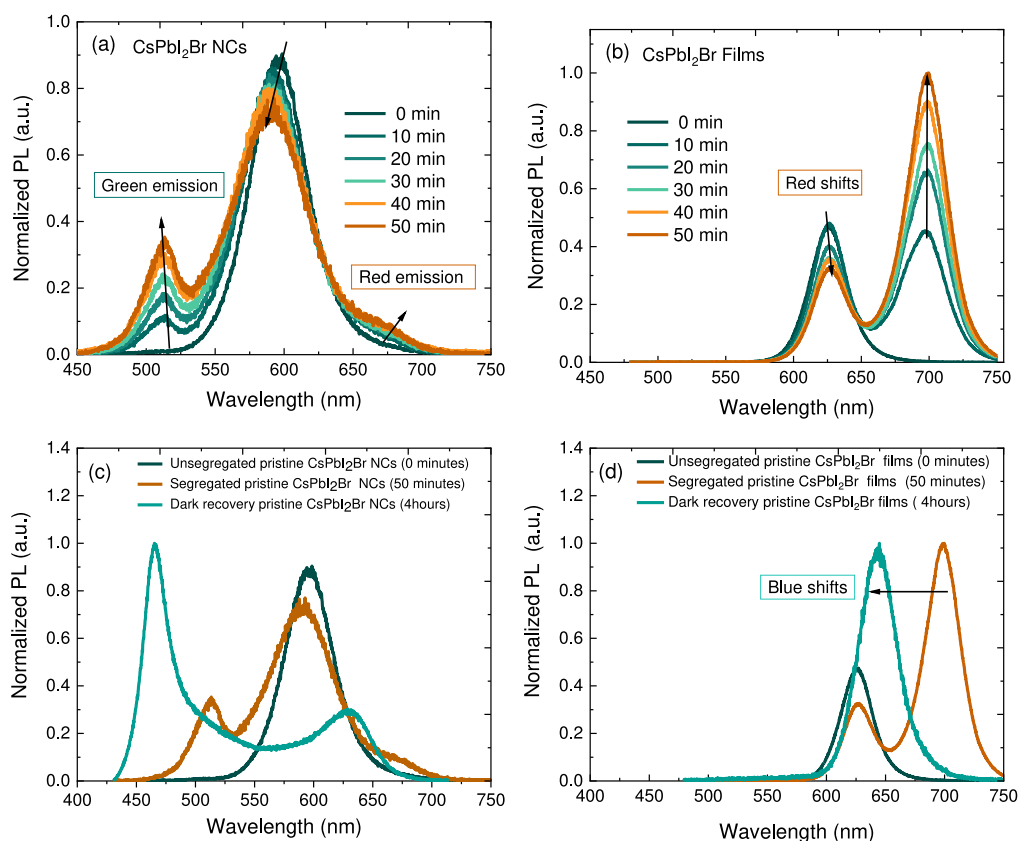 (a) CsPbI₂Br NCs
Normalized PL (a.u.)
1.0
0.8
0.6
0.4
0.2
0.0
0 min
10 min
20 min
30 min
40 min
50 min
Green emission
Red emission
450 500 550 600 650 700 750
Wavelength (nm)
(b) CsPbI₂Br Films
Normalized PL (a.u.)
1.0
0.8
0.6
0.4
0.2
0.0
0 min
10 min
20 min
30 min
40 min
50 min
Red shifts
500 550 600 650 700 750
Wavelength (nm)
(c)
Normalized PL (a.u.)
1.4
1.2
1.0
0.8
0.6
0.4
0.2
0.0
Unsegregated pristine CsPbI₂Br NCs (0 minutes)
Segregated pristine CsPbI₂Br NCs (50 minutes)
Dark recovery pristine CsPbI₂Br NCs (4hours)
400 450 500 550 600 650 700 750
Wavelength (nm)
(d)
Normalized PL (a.u.)
1.4
1.2
1.0
0.8
0.6
0.4
0.2
0.0
Unsegregated pristine CsPbI₂Br films (0 minutes)
Segregated pristine CsPbI₂Br films (50 minutes)
Dark recovery pristine CsPbI₂Br films ( 4hours)
Blue shifts
400 450 500 550 600 650 700 750
Wavelength (nm)